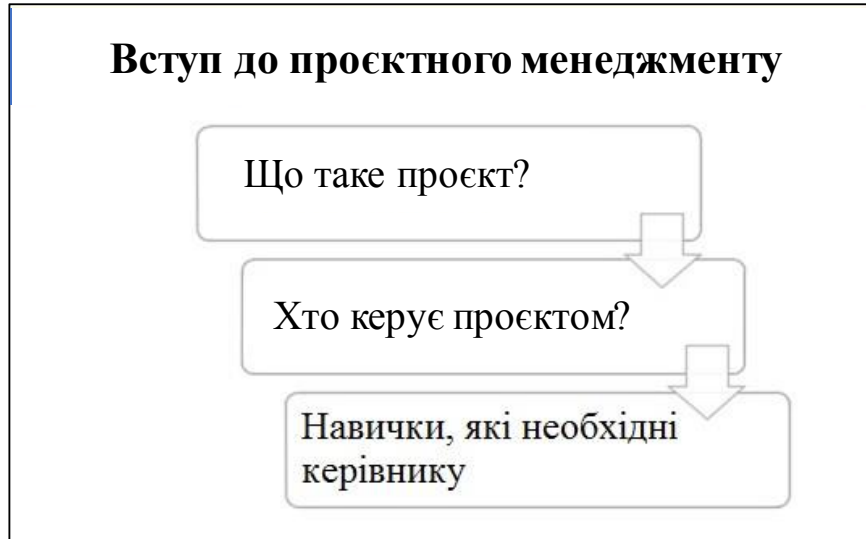 Вступ до проєктного менеджменту
Що таке проєкт?
Хто керує проєктом?
Навички, які необхідні
керівнику